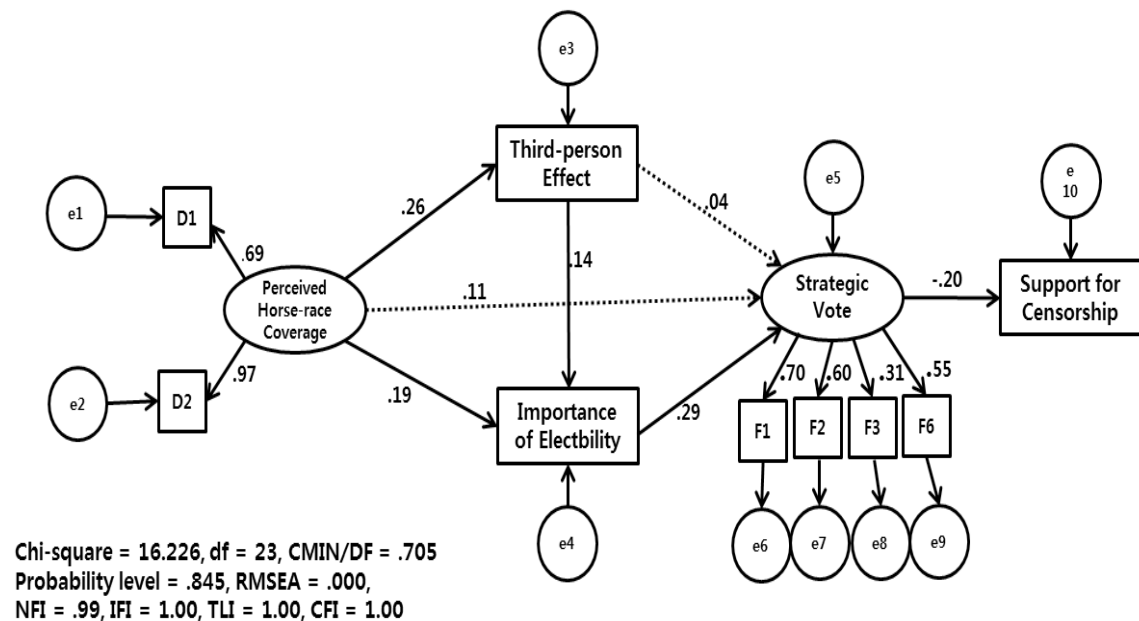 e3
Third-person
Effect
e1
D1
.26
.04
e5
e
10
.69
.14
Perceived
Horse-race
Coverage
.11
Strategic
Vote
-.20
Support for
Censorship
.97
e2
D2
.19
.29
.70
.60
.31
.55
Importance
of Electbility
F1
F2
F3
F6
e4
e6
e7
e8
e9
Chi-square = 16.226, df = 23, CMIN/DF = .705
Probability level = .845, RMSEA = .000,
NFI = .99, IFI = 1.00, TLI = 1.00, CFI = 1.00